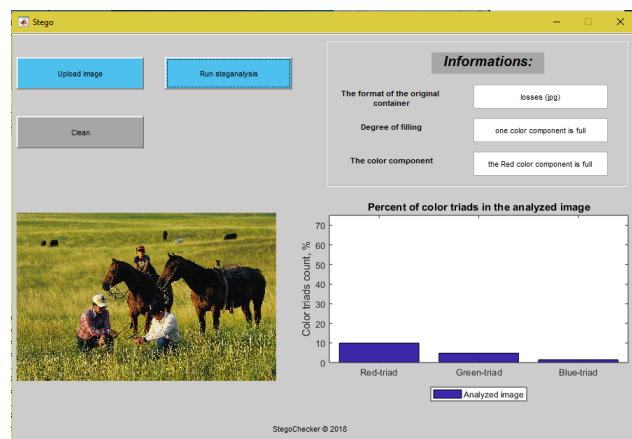 Stego
Upload image
Run steganalysis
Clean
Informations:
The format of the original
container
losses (jpg)
Degree of filling
one color component is full
The color component
the Red color component is full
Percent of color triads in the analyzed image
Color triads count, %
70
60
50
40
30
20
10
0
Red-triad
Green-triad
Blue-triad
Analyzed image
StegoChecker © 2018